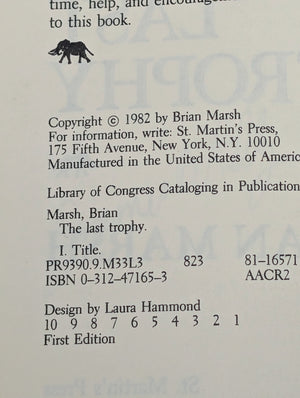 time, help, and
to this book.
Copyright © 1982 by Brian Marsh
For information, write: St. Martin's Press,
175 Fifth Avenue, New York, N.Y. 10010
Manufactured in the United States of Americ
Library of Congress Cataloging in Publication
Marsh, Brian
The last trophy.
I. Title.
PR9390.9.M33L3 823 81-16571
ISBN 0-312-47165-3 AACR2
Design by Laura Hammond
10 9 8 7 6 5 4 3 2 1
First Edition